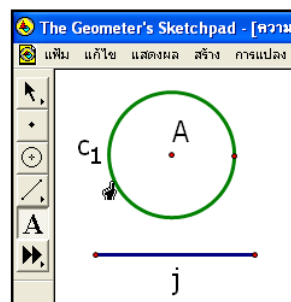 The Geometer's Sketchpad - [ความ
แฟ้ม แก้ไข แสดงผล สร้าง การแปลง
A
c1
A
j